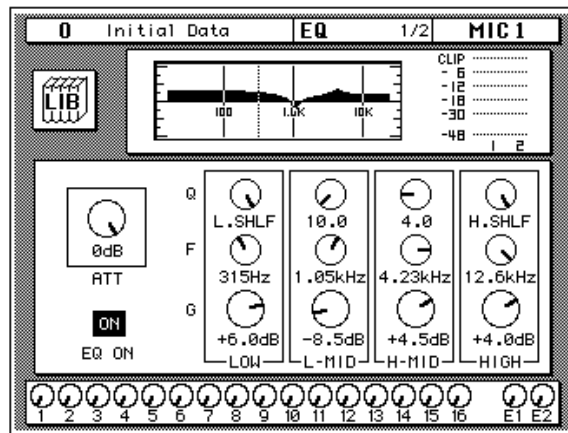 0 Initial Data EQ 1/2 MIC 1
LIB
CLIP
- 6
-12
-18
-30
-48
1 2
100 1.0K 10K
0dB
ATT
ON
EQ ON
Q
L.SHLF 10.0 4.0 H.SHLF
F
315Hz 1.05kHz 4.23kHz 12.6kHz
G
+6.0dB -8.5dB +4.5dB +4.0dB
LOW L-MID H-MID HIGH
1 2 3 4 5 6 7 8 9 10 11 12 13 14 15 16 E1 E2